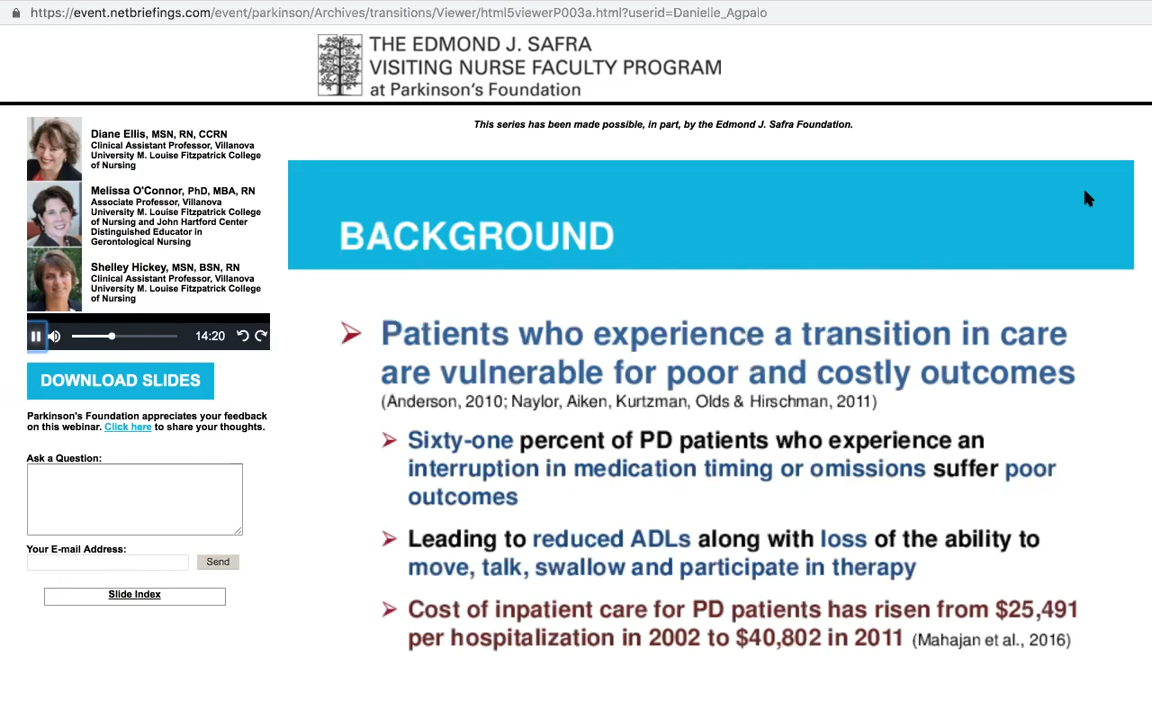 https://event.netbriefings.com/event/parkinson/Archives/transitions/Viewer/html5viewerP003a.html?userid=Danielle_Agpalo
THE EDMOND J. SAFRA
VISITING NURSE FACULTY PROGRAM
at Parkinson's Foundation
This series has been made possible, in part, by the Edmond J. Safra Foundation.
Diane Ellis, MSN, RN, CCRN
Clinical Assistant Professor, Villanova
University M. Louise Fitzpatrick College
of Nursing
Melissa O'Connor, PhD, MBA, RN
Associate Professor, Villanova
University M. Louise Fitzpatrick College
of Nursing and John Hartford Center
Distinguished Educator in
Gerontological Nursing
Shelley Hickey, MSN, BSN, RN
Clinical Assistant Professor, Villanova
University M. Louise Fitzpatrick College
of Nursing
14:20
DOWNLOAD SLIDES
Parkinson's Foundation appreciates your feedback
on this webinar. Click here to share your thoughts.
Ask a Question:
Your E-mail Address:
Send
Slide Index
BACKGROUND
Patients who experience a transition in care
are vulnerable for poor and costly outcomes
(Anderson, 2010; Naylor, Aiken, Kurtzman, Olds & Hirschman, 2011)
Sixty-one percent of PD patients who experience an
interruption in medication timing or omissions suffer poor
outcomes
Leading to reduced ADLs along with loss of the ability to
move, talk, swallow and participate in therapy
Cost of inpatient care for PD patients has risen from $25,491
per hospitalization in 2002 to $40,802 in 2011 (Mahajan et al., 2016)